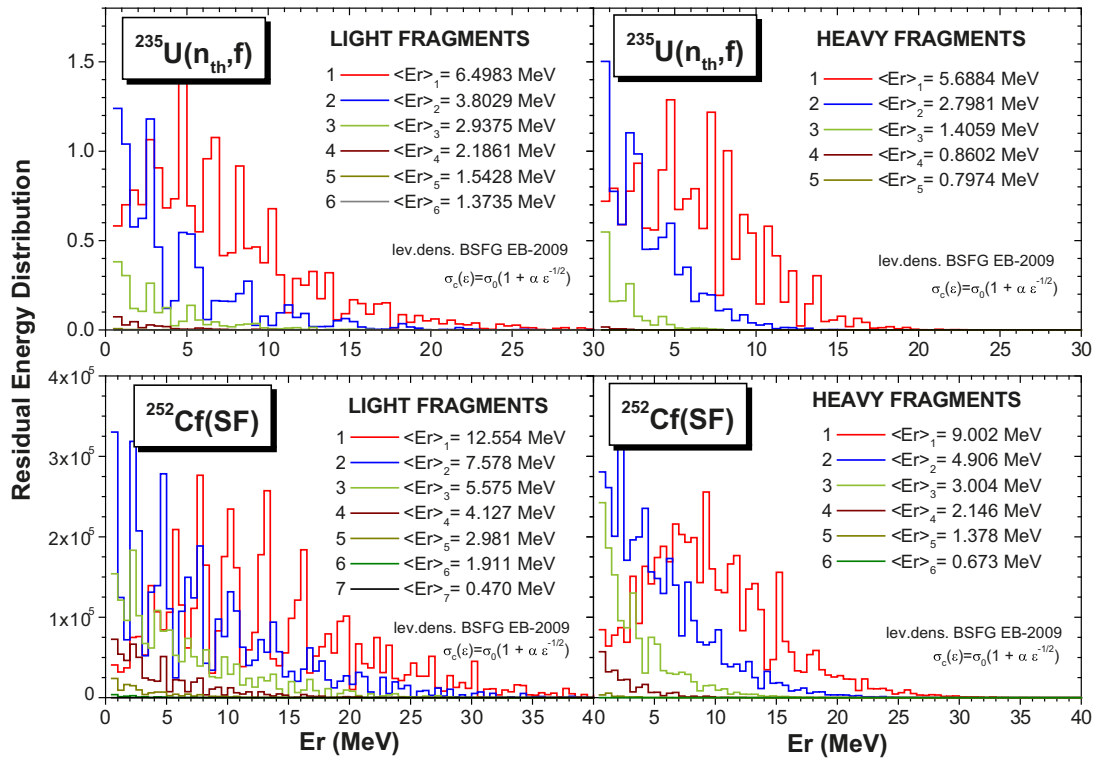 Residual Energy Distribution
²³⁵U(nₜₕ,f)
LIGHT FRAGMENTS
1 <Er>₁= 6.4983 MeV
2 <Er>₂= 3.8029 MeV
3 <Er>₃= 2.9375 MeV
4 <Er>₄= 2.1861 MeV
5 <Er>₅= 1.5428 MeV
6 <Er>₆= 1.3735 MeV
lev.dens. BSFG EB-2009
σ_c(ε)=σ₀(1 + α ε^-1/2)
1.5
1.0
0.5
0.0
0 5 10 15 20 25 30
²³⁵U(nₜₕ,f)
HEAVY FRAGMENTS
1 <Er>₁= 5.6884 MeV
2 <Er>₂= 2.7981 MeV
3 <Er>₃= 1.4059 MeV
4 <Er>₄= 0.8602 MeV
5 <Er>₅= 0.7974 MeV
lev.dens. BSFG EB-2009
σ_c(ε)=σ₀(1 + α ε^-1/2)
5 10 15 20 25 30
²⁵²Cf(SF)
LIGHT FRAGMENTS
1 <Er>₁= 12.554 MeV
2 <Er>₂= 7.578 MeV
3 <Er>₃= 5.575 MeV
4 <Er>₄= 4.127 MeV
5 <Er>₅= 2.981 MeV
6 <Er>₆= 1.911 MeV
7 <Er>₇= 0.470 MeV
lev.dens. BSFG EB-2009
σ_c(ε)=σ₀(1 + α ε^-1/2)
4x10⁵
3x10⁵
2x10⁵
1x10⁵
0
0 5 10 15 20 25 30 35 40
Er (MeV)
²⁵²Cf(SF)
HEAVY FRAGMENTS
1 <Er>₁= 9.002 MeV
2 <Er>₂= 4.906 MeV
3 <Er>₃= 3.004 MeV
4 <Er>₄= 2.146 MeV
5 <Er>₅= 1.378 MeV
6 <Er>₆= 0.673 MeV
lev.dens. BSFG EB-2009
σ_c(ε)=σ₀(1 + α ε^-1/2)
5 10 15 20 25 30 35 40
Er (MeV)